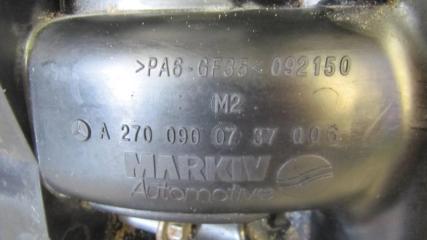 >PA6-GF35< 092150
M2
A 270 090 07 37 006
MARKIV
Automotive